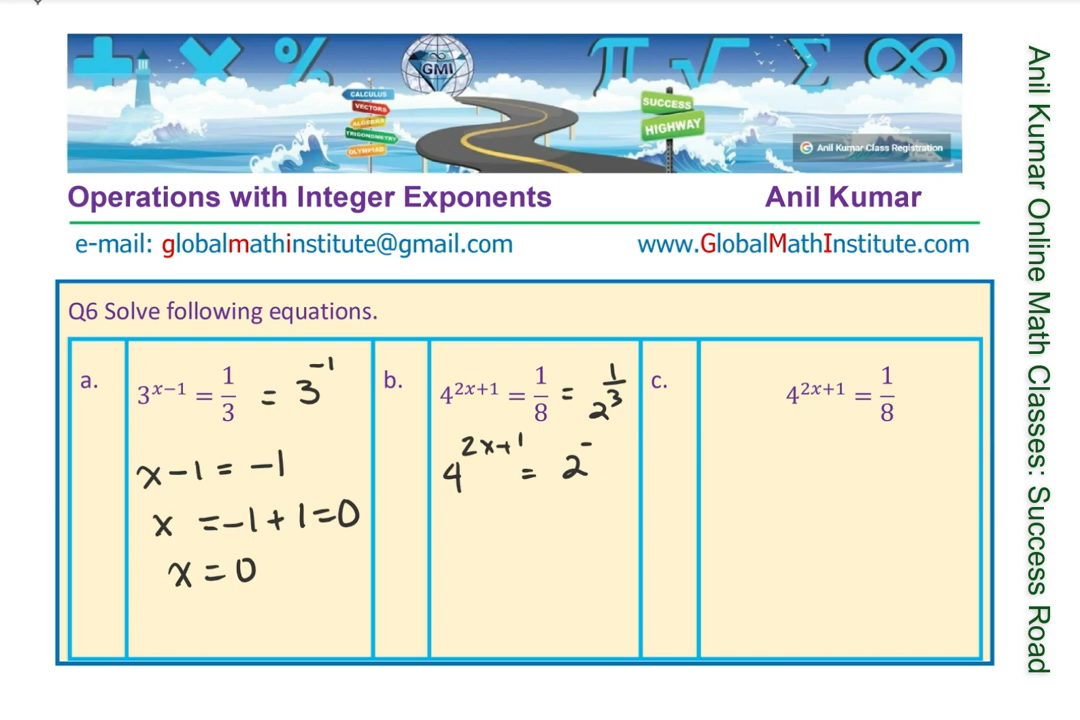 GMI
CALCULUS
VECTORS
ALGEBRA
TRIGONOMETRY
OLYMPIAD
SUCCESS
HIGHWAY
Anil Kumar Class Registration
Operations with Integer Exponents Anil Kumar
e-mail: globalmathinstitute@gmail.com www.GlobalMathInstitute.com
Q6 Solve following equations.
a. 3^{x−1} = 1/3 = 3^{−1}
x−1 = −1
x = −1+1=0
x = 0
b. 4^{2x+1} = 1/8 = 1/2^3
4^{2x+1} = 2^{−}
c. 4^{2x+1} = 1/8
Anil Kumar Online Math Classes: Success Road